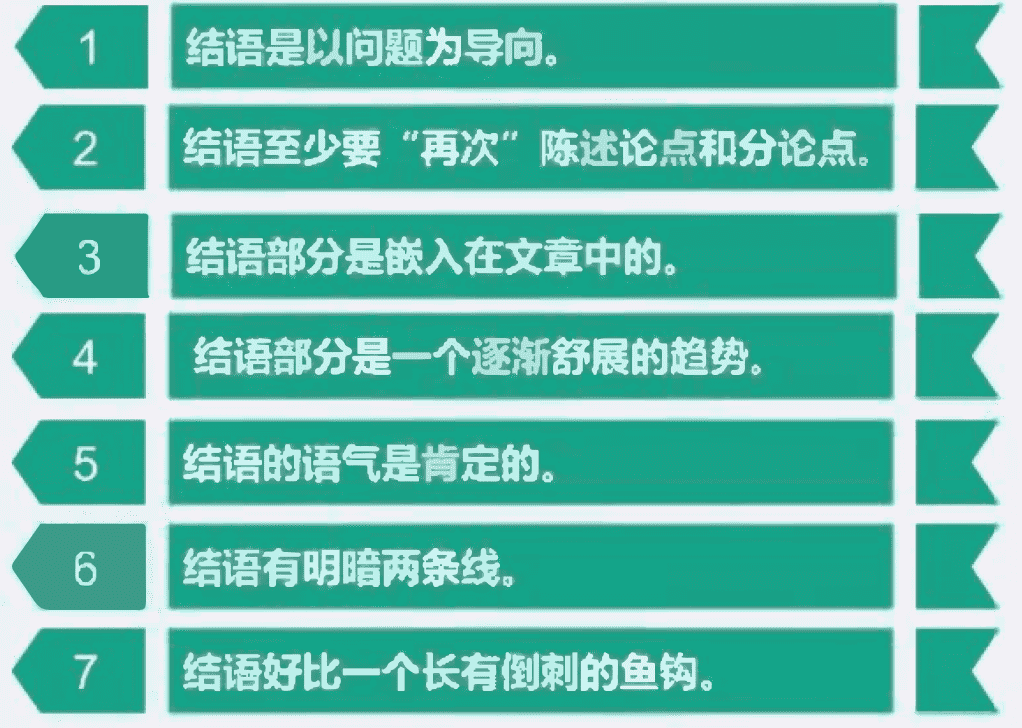 1 结语是以问题为导向。
2 结语至少要“再次”陈述论点和分论点。
3 结语部分是嵌入在文章中的。
4 结语部分是一个逐渐舒展的趋势。
5 结语的语气是肯定的。
6 结语有明暗两条线。
7 结语好比一个长有倒刺的鱼钩。